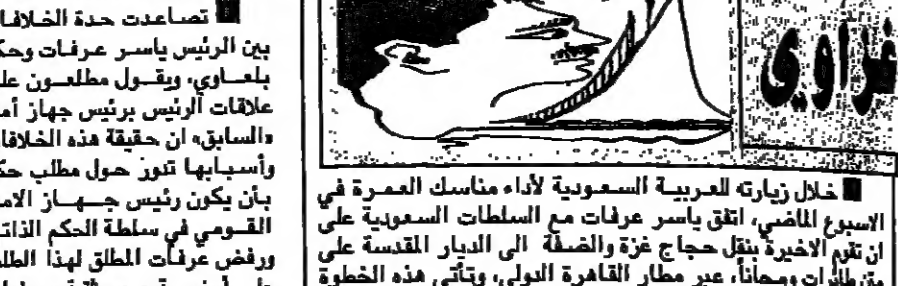 غزاوي
خلال زيارته للعربية السعودية لأداء مناسك العمرة في
الاسبوع الماضي، اتفق ياسر عرفات مع السلطات السعودية على
ان تقوم الاخيرة بنقل حجاج غزة والضفة الى الديار المقدسة على
متن طائرات ومجاناً، عبر مطار القاهرة الدولي، وتأتي هذه الخطوة
تصاعدت حدة الخلافا
بين الرئيس ياسر عرفات وحك
بلعاوي، ويقول مطلعون عل
علاقات الرئيس برئيس جهاز أم
«السابق» ان حقيقة هذه الخلافا
وأسبابها تدور حول مطلب حك
بأن يكون رئيس جهاز الام
القومي في سلطة الحكم الذات
ورفض عرفات المطلق لهذا الطل